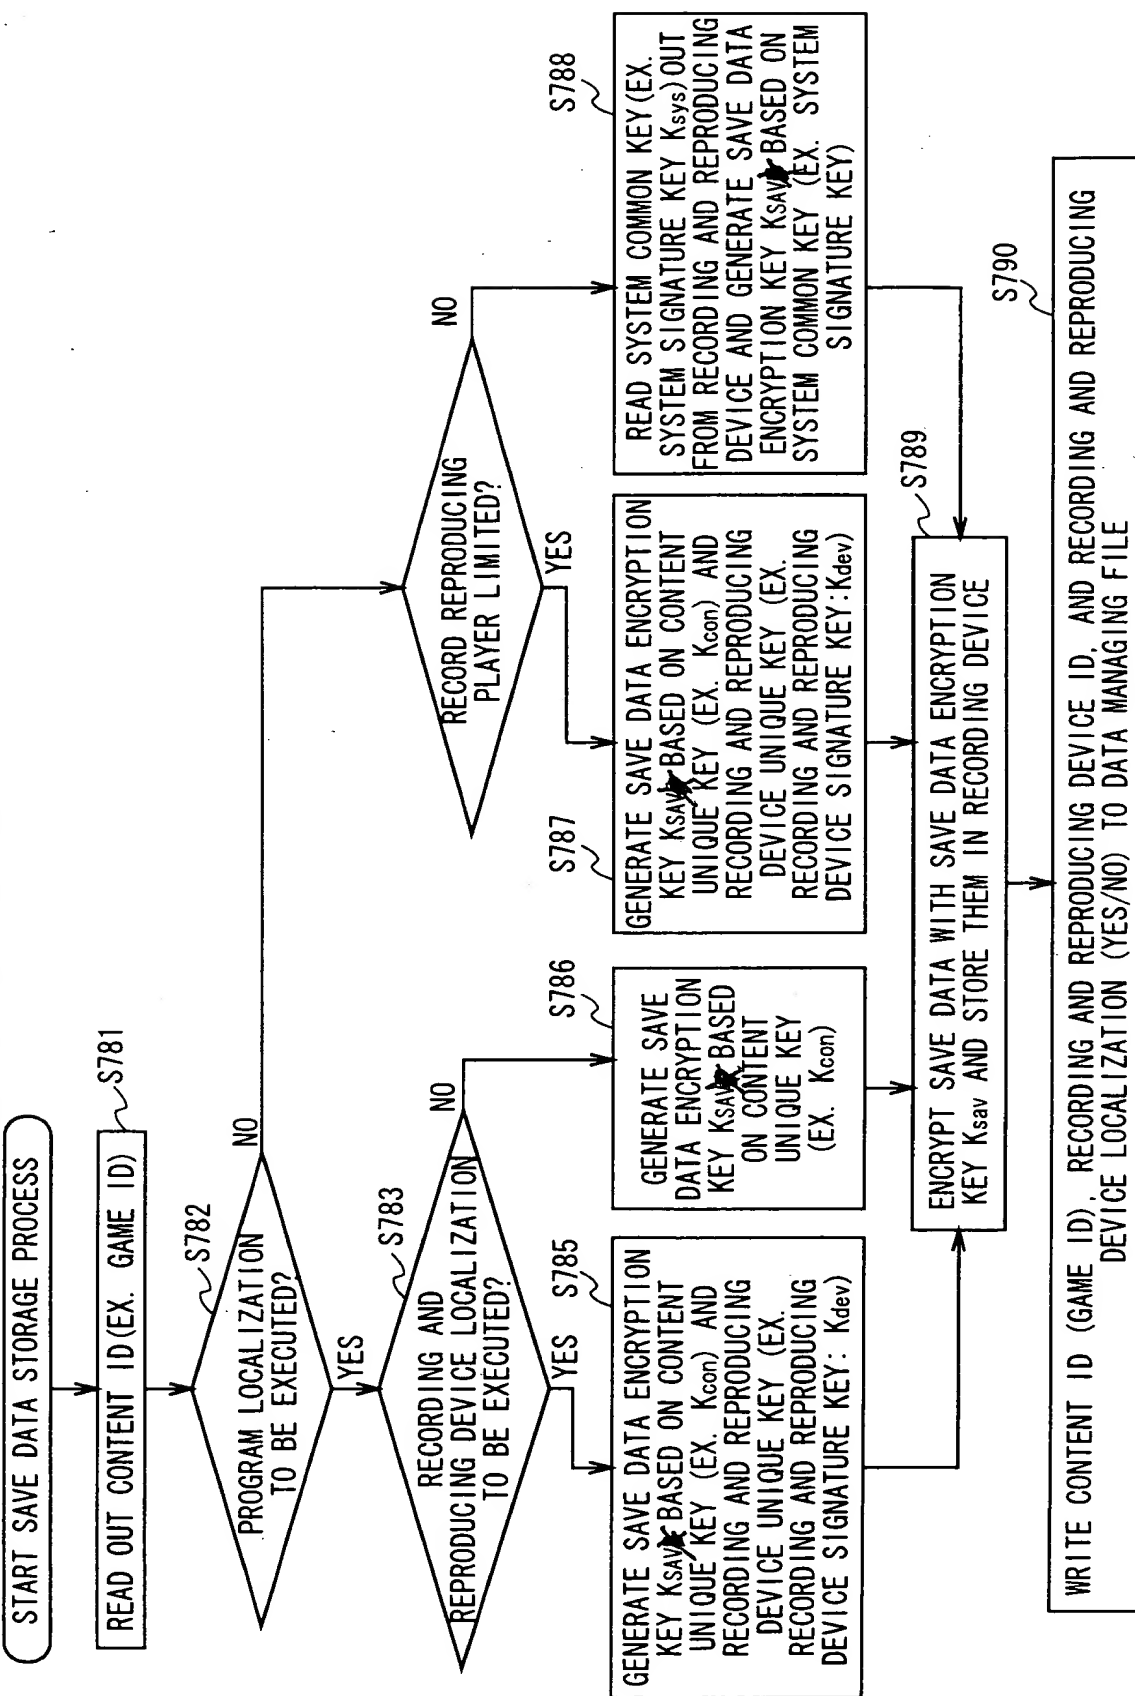 START SAVE DATA STORAGE PROCESS
READ OUT CONTENT ID(EX. GAME ID)
S781
PROGRAM LOCALIZATION
TO BE EXECUTED?
S782
NO
YES
RECORDING AND
REPRODUCING DEVICE LOCALIZATION
TO BE EXECUTED?
S783
NO
YES
RECORD REPRODUCING
PLAYER LIMITED?
NO
YES
S785
GENERATE SAVE DATA ENCRYPTION
KEY KSAV BASED ON CONTENT
UNIQUE KEY (EX. Kcon) AND
RECORDING AND REPRODUCING
DEVICE UNIQUE KEY (EX.
RECORDING AND REPRODUCING
DEVICE SIGNATURE KEY: Kdev)
S786
GENERATE SAVE
DATA ENCRYPTION
KEY KSAV BASED
ON CONTENT
UNIQUE KEY
(EX. Kcon)
S787
GENERATE SAVE DATA ENCRYPTION
KEY KSAV BASED ON CONTENT
UNIQUE KEY (EX. Kcon) AND
RECORDING AND REPRODUCING
DEVICE UNIQUE KEY (EX.
RECORDING AND REPRODUCING
DEVICE SIGNATURE KEY:Kdev)
S788
READ SYSTEM COMMON KEY(EX.
SYSTEM SIGNATURE KEY Ksys)OUT
FROM RECORDING AND REPRODUCING
DEVICE AND GENERATE SAVE DATA
ENCRYPTION KEY KSAV BASED ON
SYSTEM COMMON KEY (EX. SYSTEM
SIGNATURE KEY)
S789
ENCRYPT SAVE DATA WITH SAVE DATA ENCRYPTION
KEY Ksav AND STORE THEM IN RECORDING DEVICE
S790
WRITE CONTENT ID (GAME ID), RECORDING AND REPRODUCING DEVICE ID, AND RECORDING AND REPRODUCING
DEVICE LOCALIZATION (YES/NO) TO DATA MANAGING FILE